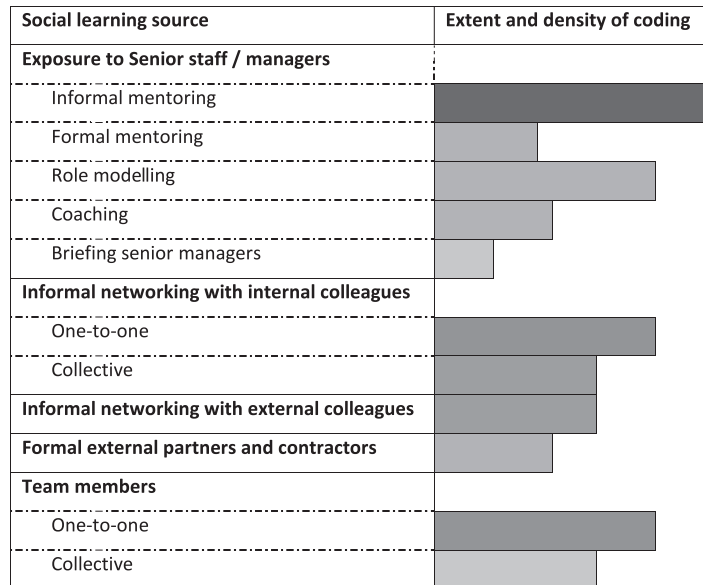 Social learning source
Extent and density of coding
Exposure to Senior staff / managers
Informal mentoring
Formal mentoring
Role modelling
Coaching
Briefing senior managers
Informal networking with internal colleagues
One-to-one
Collective
Informal networking with external colleagues
Formal external partners and contractors
Team members
One-to-one
Collective